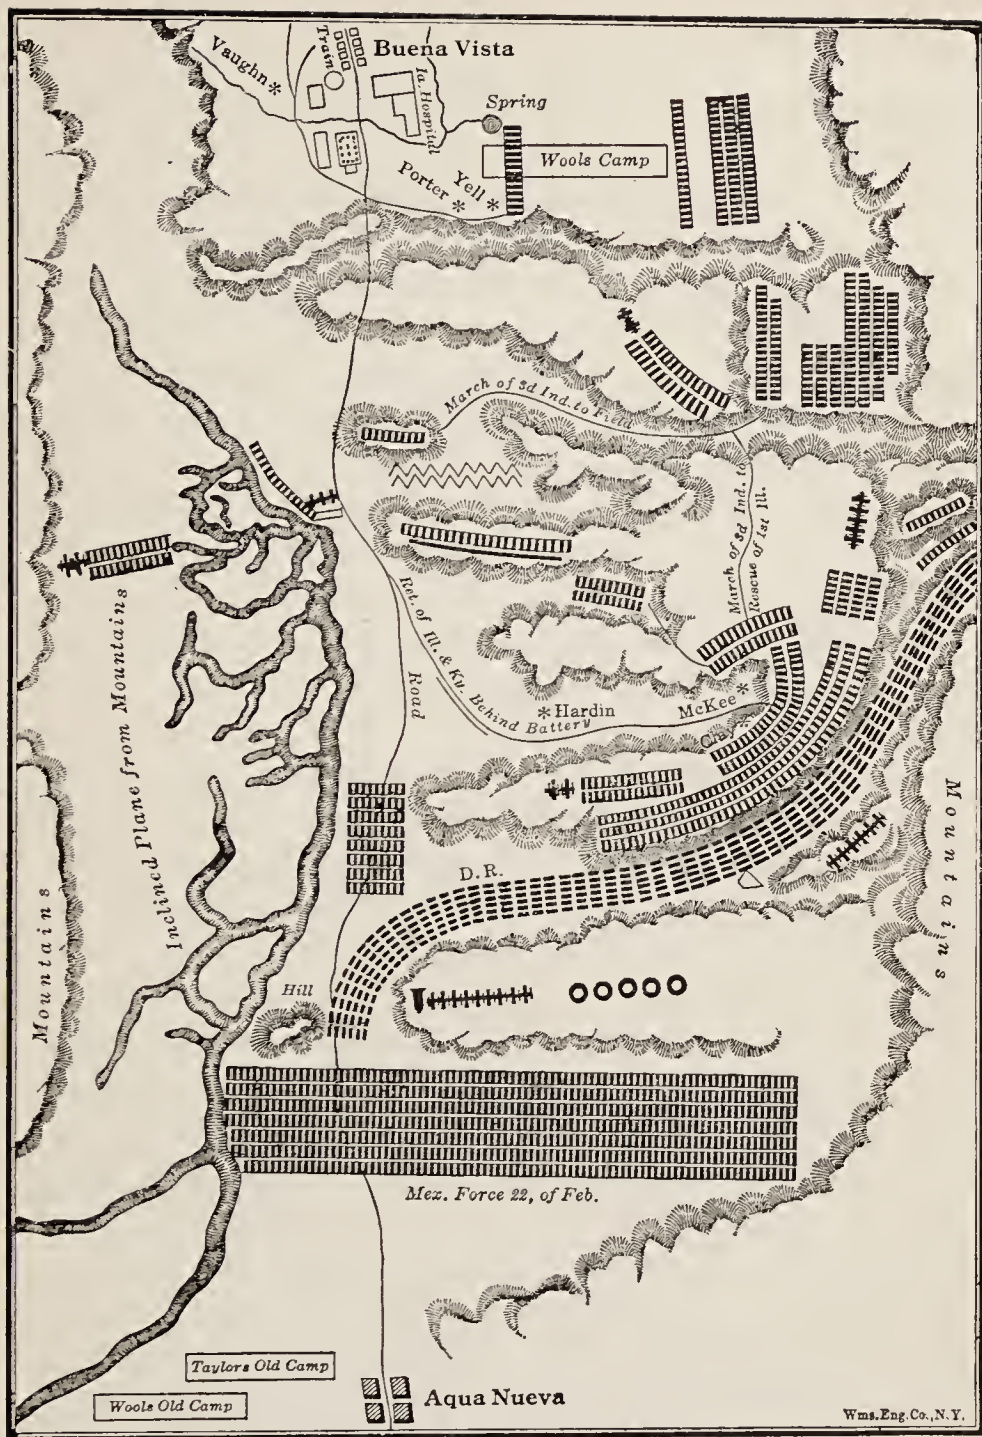 Buena Vista
Train
Vaughn*
Ia. Hospital
Spring
Wools Camp
Yell *
Porter *
March of 3d Ind. to Field
March of 3d Ind. to
Rescue of 1st Ill.
Ret. of Ill. & Ky. Behind Battery
Road
*Hardin
McKee *
Clay *
Inclined Plane from Mountains
Mountains
Mountains
D.R.
Hill
Mex. Force 22, of Feb.
Taylors Old Camp
Wools Old Camp
Aqua Nueva
Wms. Eng. Co., N.Y.